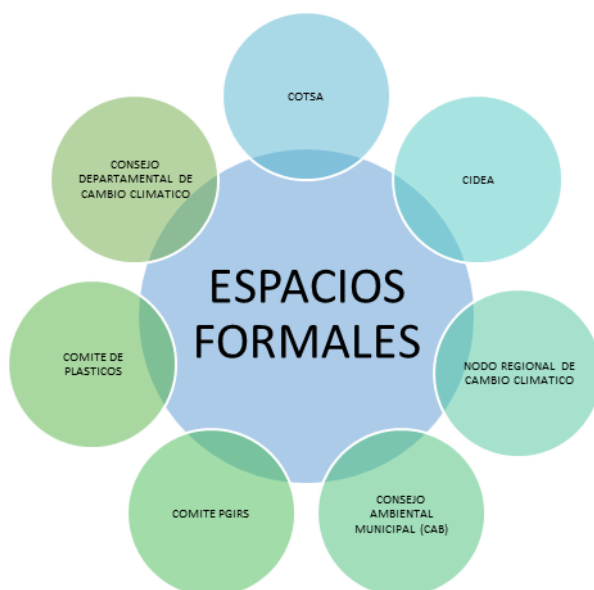 COTSA
CIDEA
NODO REGIONAL DE
CAMBIO CLIMATICO
CONSEJO
AMBIENTAL
MUNICIPAL (CAB)
COMITE PGIRS
COMITE DE
PLASTICOS
CONSEJO
DEPARTAMENTAL DE
CAMBIO CLIMATICO
ESPACIOS
FORMALES